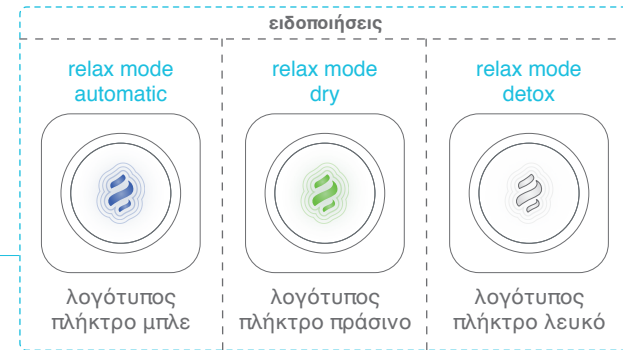 ειδοποιήσεις
relax mode
automatic
relax mode
dry
relax mode
detox
λογότυπος
πλήκτρο μπλε
λογότυπος
πλήκτρο πράσινο
λογότυπος
πλήκτρο λευκό